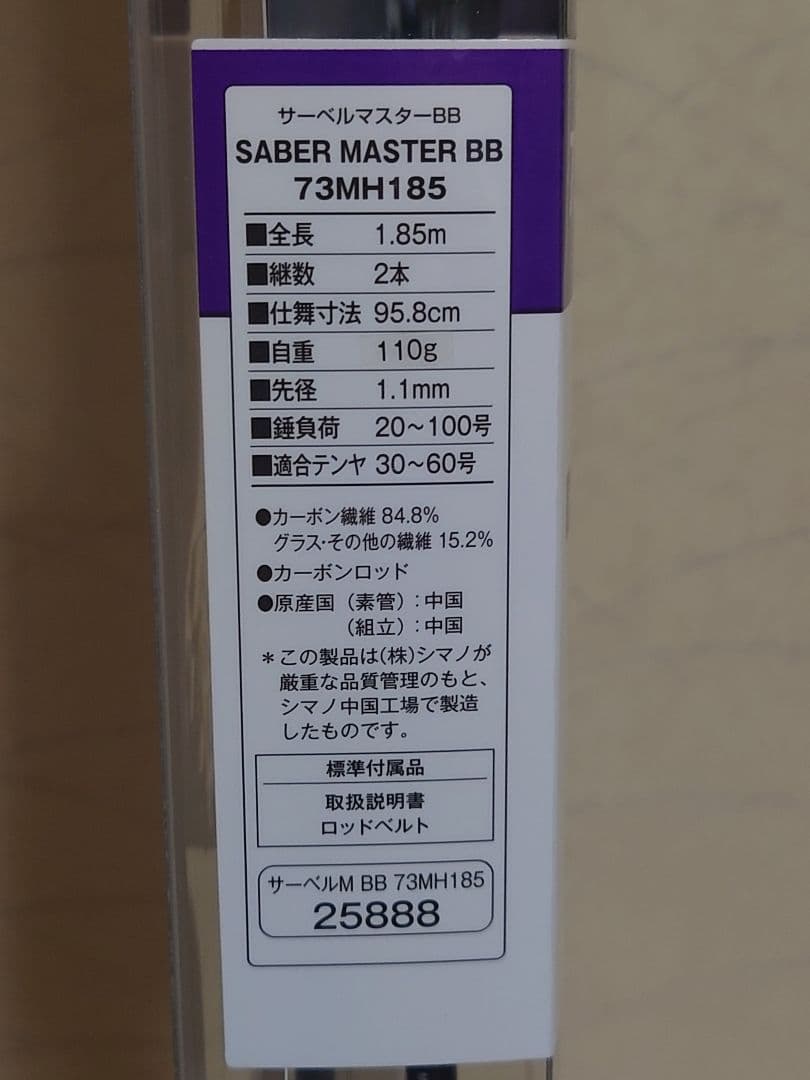 サーベルマスターBB
SABER MASTER BB
73MH185
■全長 1.85m
■継数 2本
■仕舞寸法 95.8cm
■自重 110g
■先径 1.1mm
■錘負荷 20〜100号
■適合テンヤ 30〜60号
●カーボン繊維 84.8%
グラス・その他の繊維 15.2%
●カーボンロッド
●原産国（素管）：中国
（組立）：中国
＊この製品は(株)シマノが
厳重な品質管理のもと、
シマノ中国工場で製造
したものです。
標準付属品
取扱説明書
ロッドベルト
サーベルM BB 73MH185
25888